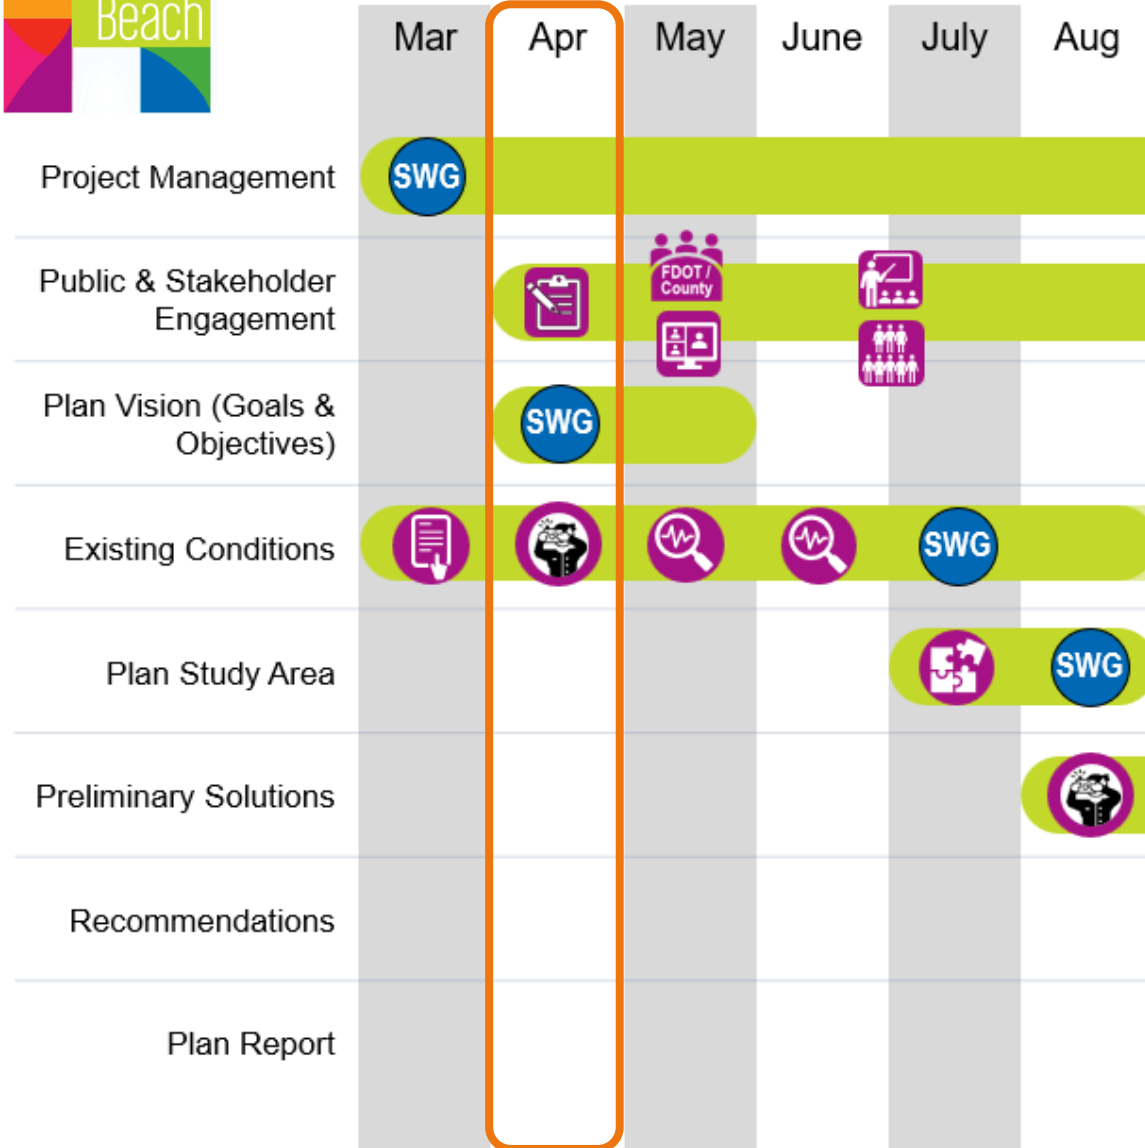 Beach
Mar Apr May June July Aug
Project Management
SWG
Public & Stakeholder
Engagement
FDOT /
County
Plan Vision (Goals &
Objectives)
SWG
Existing Conditions
SWG
Plan Study Area
SWG
Preliminary Solutions
Recommendations
Plan Report